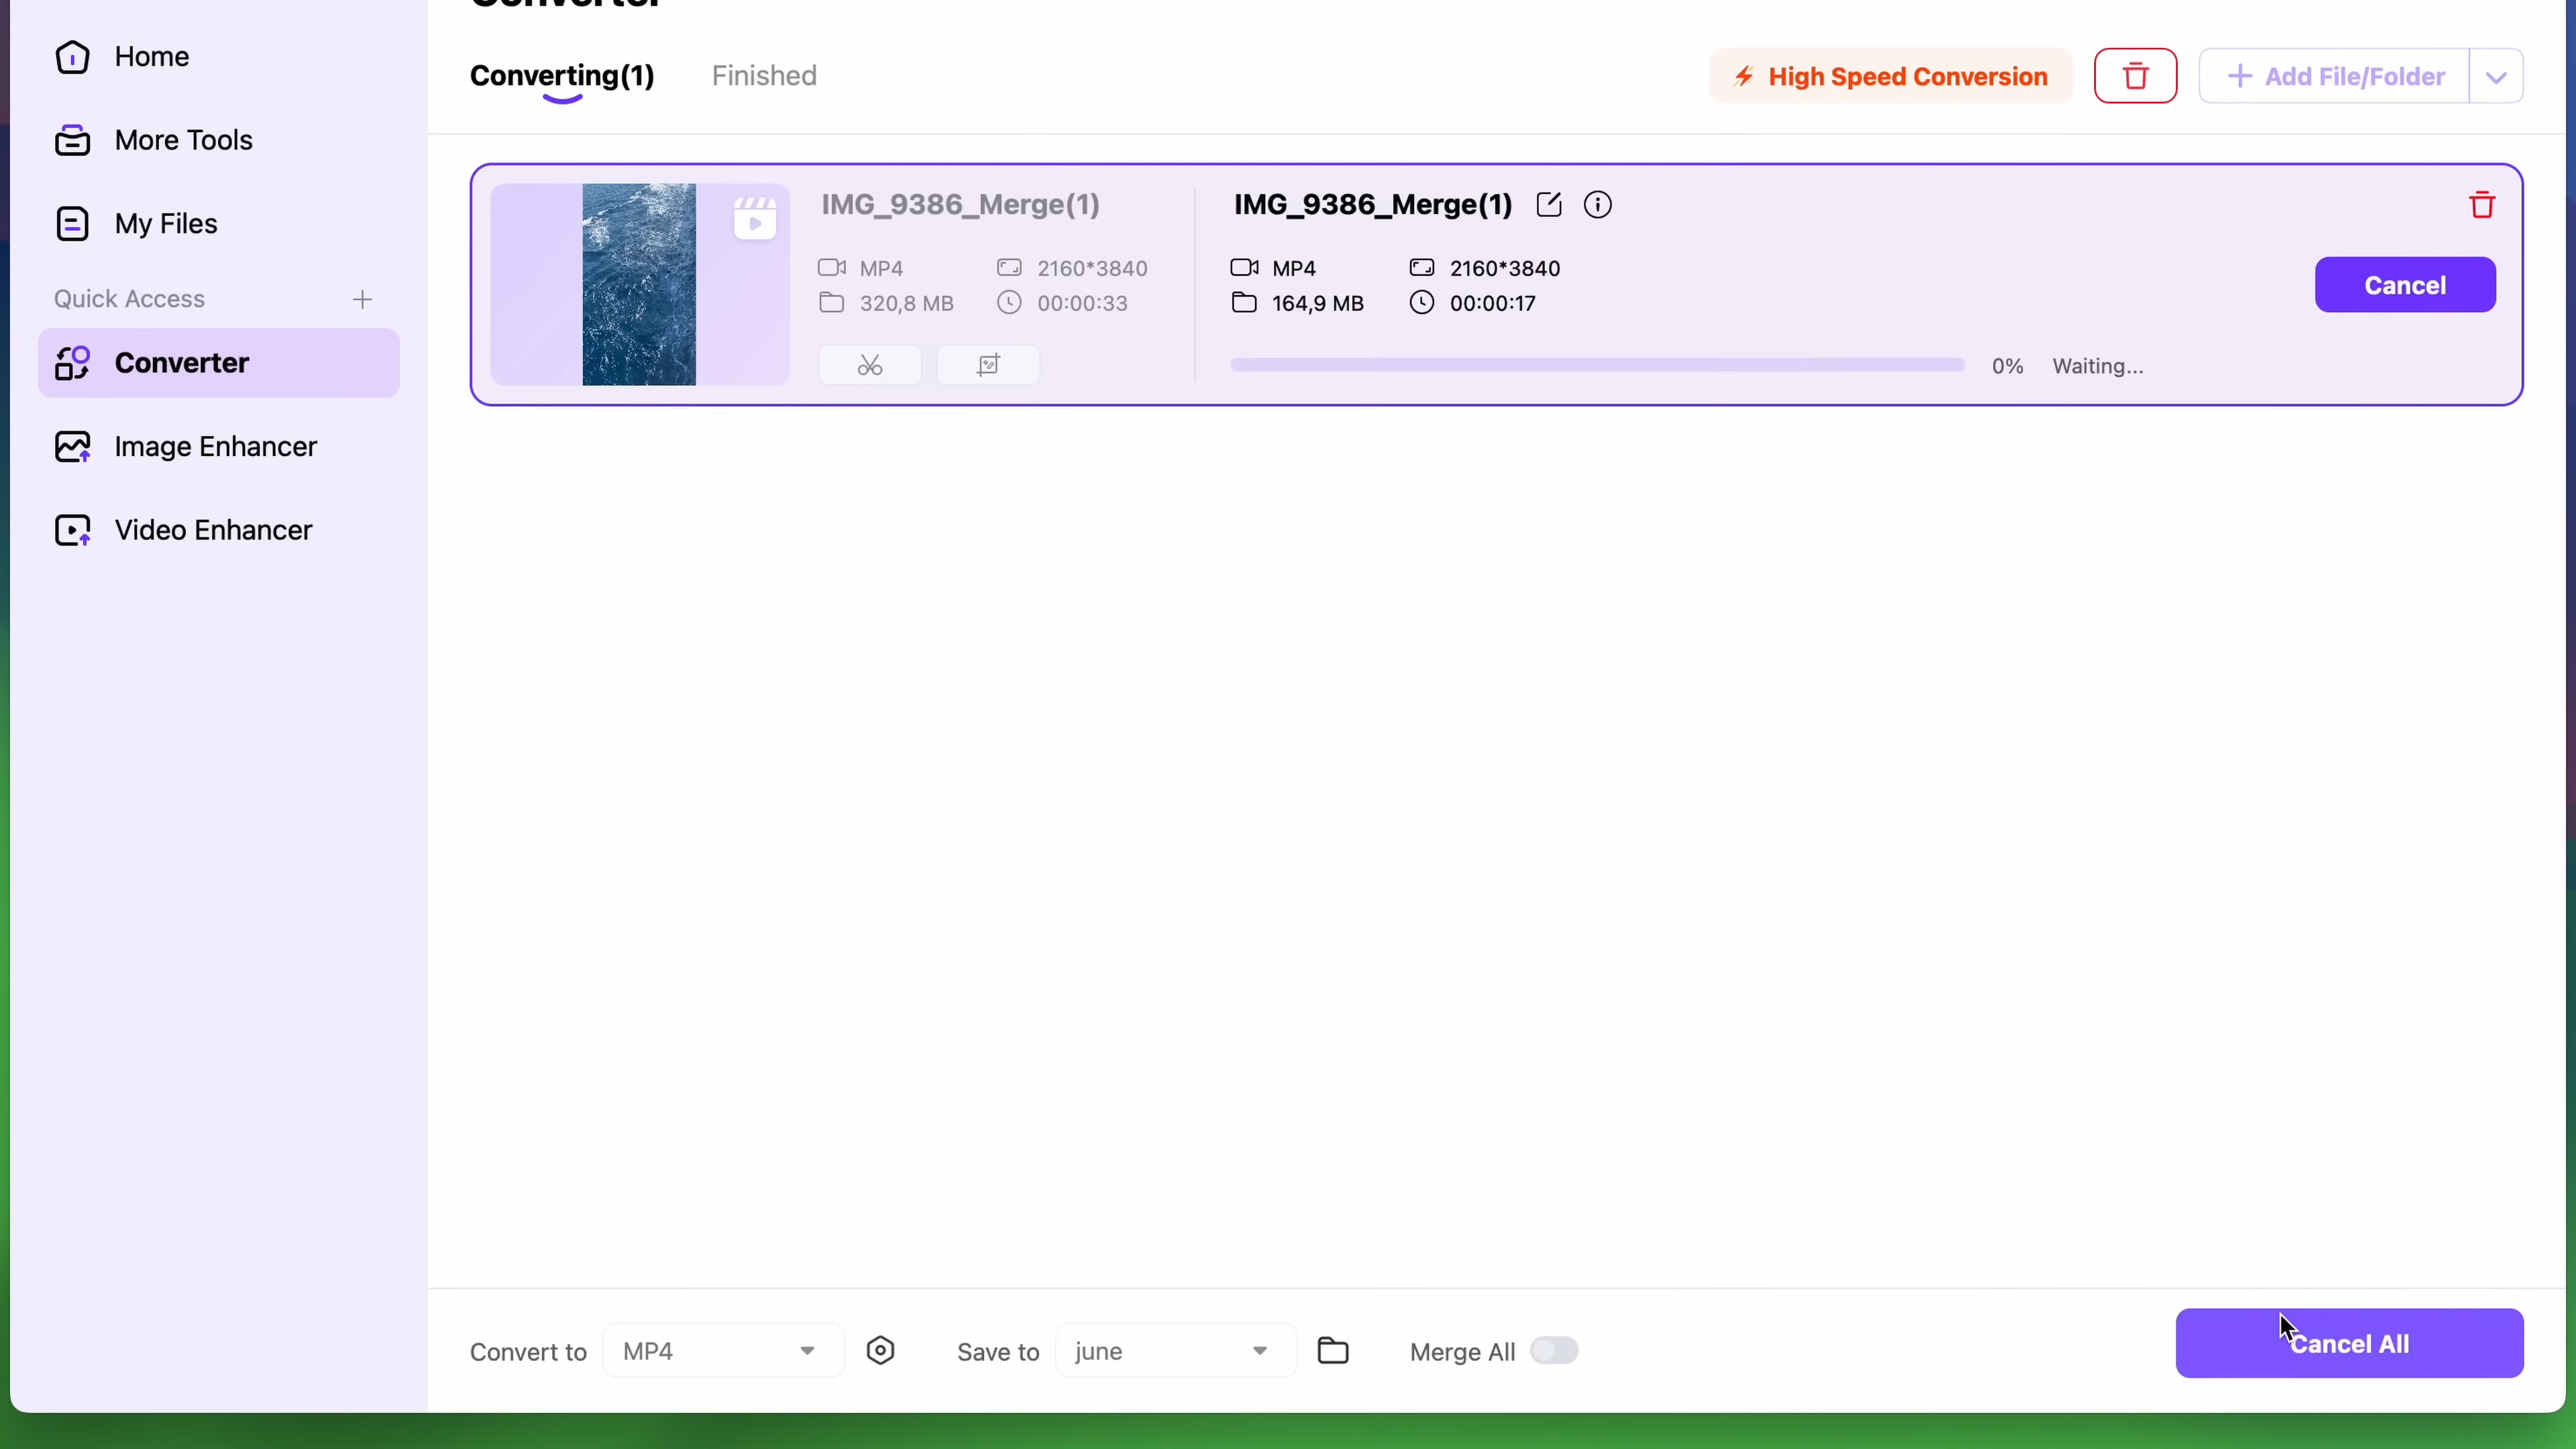 Converter
Home
More Tools
My Files
Quick Access
Converter
Image Enhancer
Video Enhancer
Converting(1)
Finished
High Speed Conversion
Add File/Folder
IMG_9386_Merge(1)
MP4
2160*3840
320,8 MB
00:00:33
IMG_9386_Merge(1)
MP4
2160*3840
164,9 MB
00:00:17
Cancel
0%
Waiting...
Convert to
MP4
Save to
june
Merge All
Cancel All